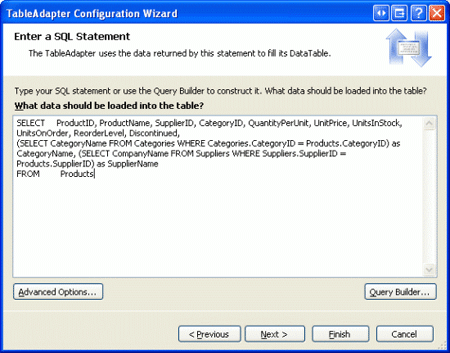 TableAdapter Configuration Wizard
Enter a SQL Statement
The TableAdapter uses the data returned by this statement to fill its DataTable.
Type your SQL statement or use the Query Builder to construct it. What data should be loaded into the table?
What data should be loaded into the table?
SELECT ProductID, ProductName, SupplierID, CategoryID, QuantityPerUnit, UnitPrice, UnitsInStock,
UnitsOnOrder, ReorderLevel, Discontinued,
(SELECT CategoryName FROM Categories WHERE Categories.CategoryID = Products.CategoryID) as
CategoryName, (SELECT CompanyName FROM Suppliers WHERE Suppliers.SupplierID =
Products.SupplierID) as SupplierName
FROM Products
Advanced Options... Query Builder...
< Previous Next > Finish Cancel